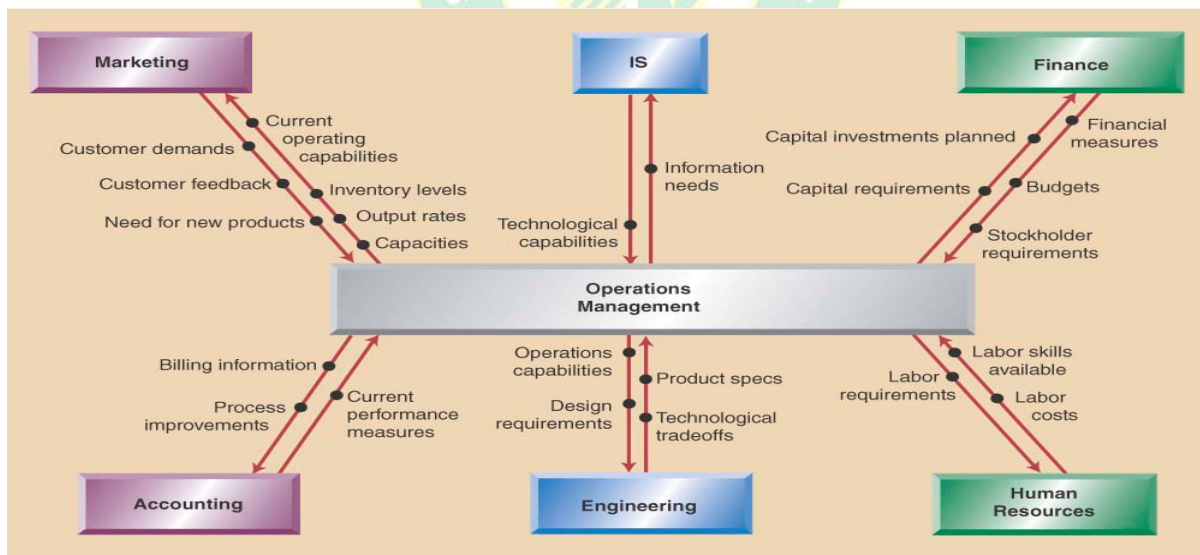 Marketing
IS
Finance
Current
operating
capabilities
Customer demands
Customer feedback
Inventory levels
Need for new products
Output rates
Capacities
Information
needs
Technological
capabilities
Capital investments planned
Financial
measures
Capital requirements
Budgets
Stockholder
requirements
Operations
Management
Billing information
Process
improvements
Current
performance
measures
Operations
capabilities
Product specs
Design
requirements
Technological
tradeoffs
Labor
requirements
Labor skills
available
Labor
costs
Accounting
Engineering
Human
Resources